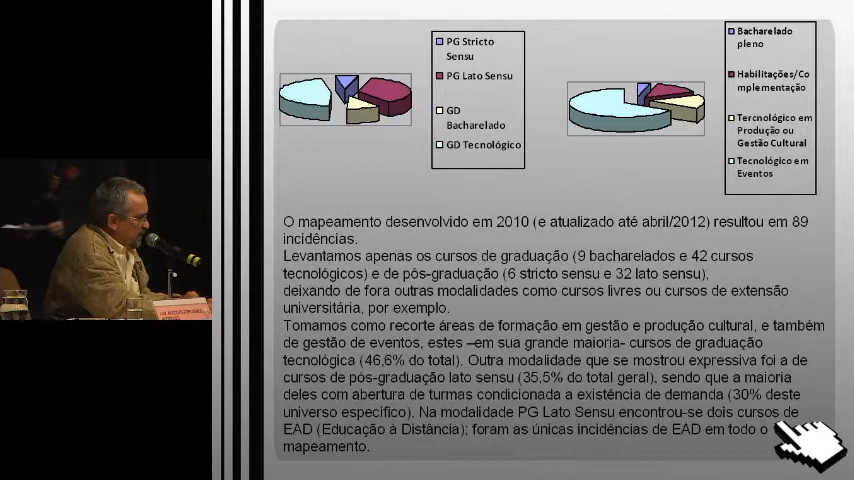 PG Stricto
Sensu
PG Lato Sensu
GD
Bacharelado
GD Tecnológico
Bacharelado
pleno
Habilitações/Co
mplementação
Tercnológico em
Produção ou
Gestão Cultural
Tecnológico em
Eventos
O mapeamento desenvolvido em 2010 (e atualizado até abril/2012) resultou em 89
incidências.
Levantamos apenas os cursos de graduação (9 bacharelados e 42 cursos
tecnológicos) e de pós-graduação (6 stricto sensu e 32 lato sensu),
deixando de fora outras modalidades como cursos livres ou cursos de extensão
universitária, por exemplo.
Tomamos como recorte áreas de formação em gestão e produção cultural, e também
de gestão de eventos, estes –em sua grande maioria- cursos de graduação
tecnológica (46,6% do total). Outra modalidade que se mostrou expressiva foi a de
cursos de pós-graduação lato sensu (35,5% do total geral), sendo que a maioria
deles com abertura de turmas condicionada a existência de demanda (30% deste
universo especifico). Na modalidade PG Lato Sensu encontrou-se dois cursos de
EAD (Educação à Distância); foram as únicas incidências de EAD em todo o
mapeamento.